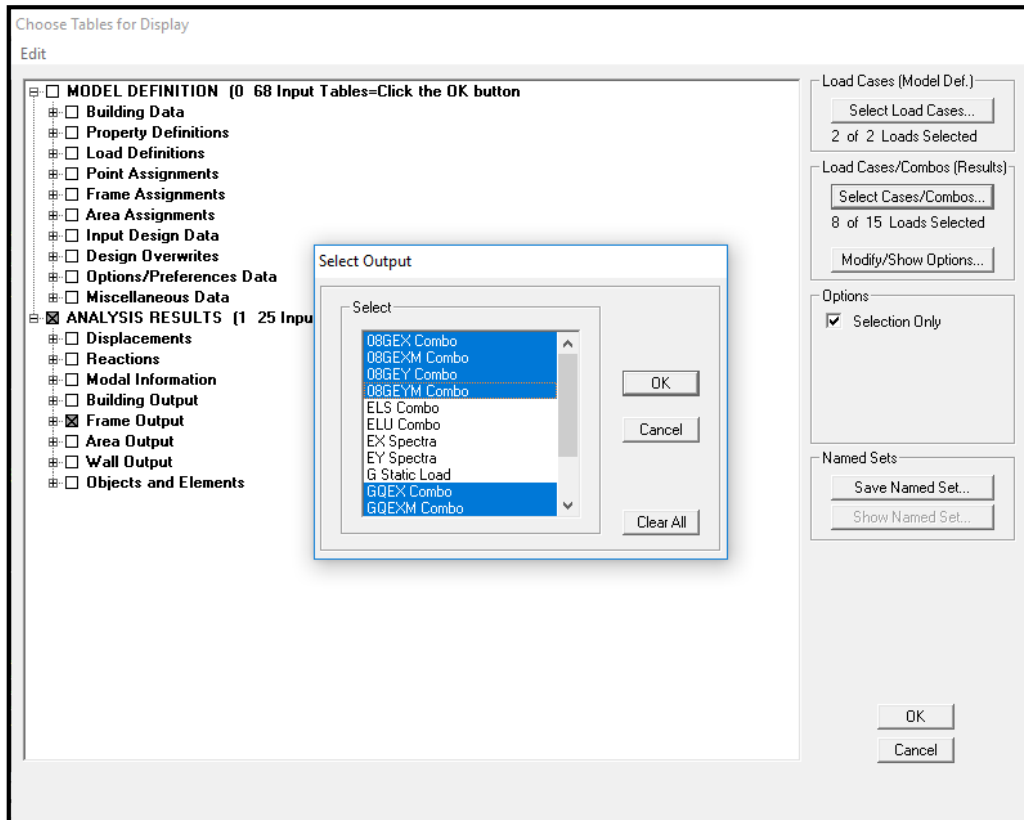 Choose Tables for Display
Edit
MODEL DEFINITION (0 68 Input Tables=Click the OK button
Building Data
Property Definitions
Load Definitions
Point Assignments
Frame Assignments
Area Assignments
Input Design Data
Design Overwrites
Options/Preferences Data
Miscellaneous Data
ANALYSIS RESULTS (1 25 Inpu
Displacements
Reactions
Modal Information
Building Output
Frame Output
Area Output
Wall Output
Objects and Elements
Select Output
Select
08GEX Combo
08GEXM Combo
08GEY Combo
08GEYM Combo
ELS Combo
ELU Combo
EX Spectra
EY Spectra
G Static Load
GQEX Combo
GQEXM Combo
OK
Cancel
Clear All
Load Cases (Model Def.)
Select Load Cases...
2 of 2 Loads Selected
Load Cases/Combos (Results)
Select Cases/Combos...
8 of 15 Loads Selected
Modify/Show Options...
Options
Selection Only
Named Sets
Save Named Set...
Show Named Set...
OK
Cancel